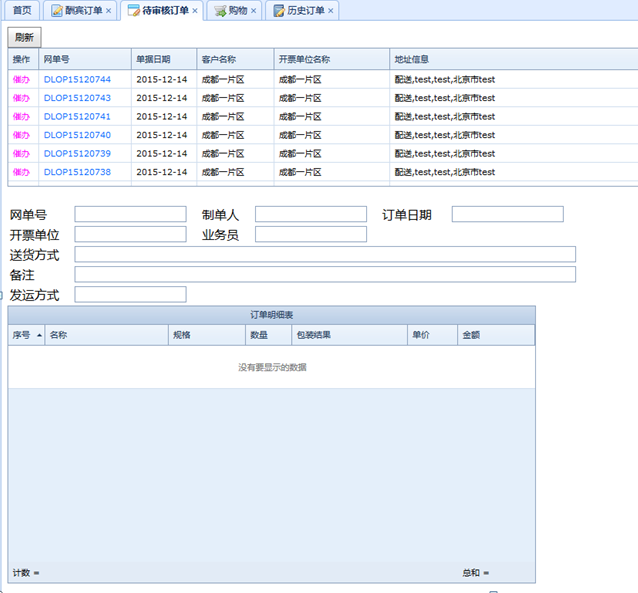 首页 酬宾订单 × 待审核订单 × 购物 × 历史订单 ×
刷新
操作 网单号 单据日期 客户名称 开票单位名称 地址信息
催办 DLOP15120744 2015-12-14 成都一片区 成都一片区 配送,test,test,北京市test
催办 DLOP15120743 2015-12-14 成都一片区 成都一片区 配送,test,test,北京市test
催办 DLOP15120741 2015-12-14 成都一片区 成都一片区 配送,test,test,北京市test
催办 DLOP15120740 2015-12-14 成都一片区 成都一片区 配送,test,test,北京市test
催办 DLOP15120739 2015-12-14 成都一片区 成都一片区 配送,test,test,北京市test
催办 DLOP15120738 2015-12-14 成都一片区 成都一片区 配送,test,test,北京市test
网单号 制单人 订单日期
开票单位 业务员
送货方式
备注
发运方式
订单明细表
序号 名称 规格 数量 包装结果 单价 金额
没有要显示的数据
计数 = 总和 =